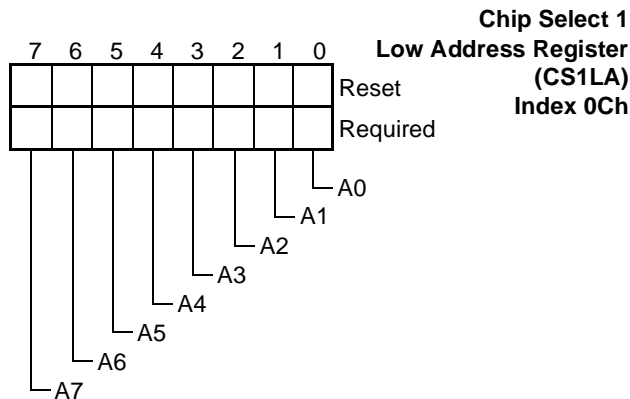 Chip Select 1
Low Address Register
(CS1LA)
Index 0Ch
7 6 5 4 3 2 1 0
Reset
Required
A0
A1
A2
A3
A4
A5
A6
A7